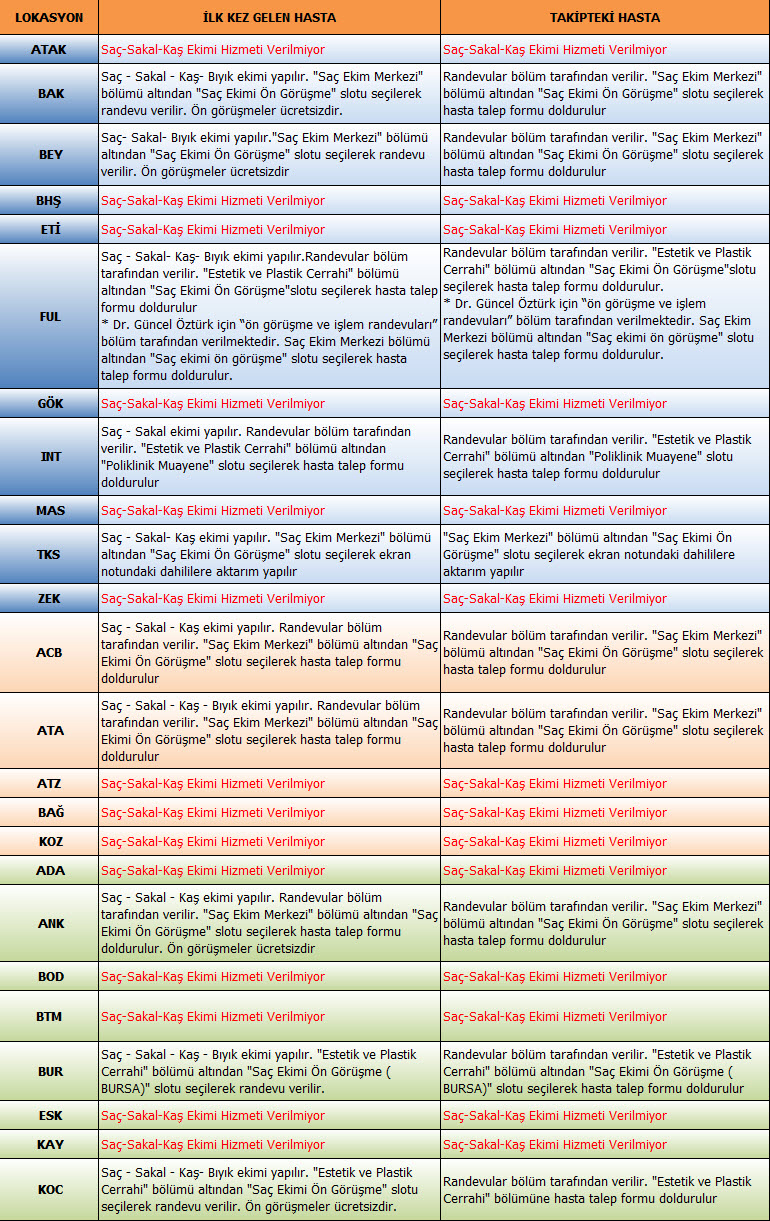 LOKASYON
İLK KEZ GELEN HASTA
TAKİPTEKİ HASTA
ATAK
Saç-Sakal-Kaş Ekimi Hizmeti Verilmiyor
Saç-Sakal-Kaş Ekimi Hizmeti Verilmiyor
BAK
Saç - Sakal - Kaş- Bıyık ekimi yapılır. "Saç Ekim Merkezi"
bölümü altından "Saç Ekimi Ön Görüşme" slotu seçilerek
randevu verilir. Ön görüşmeler ücretsizdir.
Randevular bölüm tarafından verilir. "Saç Ekim Merkezi"
bölümü altından "Saç Ekimi Ön Görüşme" slotu seçilerek
hasta talep formu doldurulur
BEY
Saç- Sakal- Bıyık ekimi yapılır."Saç Ekim Merkezi" bölümü
altından "Saç Ekimi Ön Görüşme" slotu seçilerek randevu
verilir. Ön görüşmeler ücretsizdir
Randevular bölüm tarafından verilir. "Saç Ekim Merkezi"
bölümü altından "Saç Ekimi Ön Görüşme" slotu seçilerek
hasta talep formu doldurulur
BHŞ
Saç-Sakal-Kaş Ekimi Hizmeti Verilmiyor
Saç-Sakal-Kaş Ekimi Hizmeti Verilmiyor
ETİ
Saç-Sakal-Kaş Ekimi Hizmeti Verilmiyor
Saç-Sakal-Kaş Ekimi Hizmeti Verilmiyor
FUL
Saç - Sakal- Kaş- Bıyık ekimi yapılır.Randevular bölüm
tarafından verilir. "Estetik ve Plastik Cerrahi" bölümü
altından "Saç Ekimi Ön Görüşme"slotu seçilerek hasta talep
formu doldurulur
* Dr. Güncel Öztürk için “ön görüşme ve işlem randevuları”
bölüm tarafından verilmektedir. Saç Ekim Merkezi bölümü
altından "Saç ekimi ön görüşme" slotu seçilerek hasta
talep formu doldurulur.
Randevular bölüm tarafından verilir. "Estetik ve Plastik
Cerrahi" bölümü altından "Saç Ekimi Ön Görüşme"slotu
seçilerek hasta talep formu doldurulur.
* Dr. Güncel Öztürk için “ön görüşme ve işlem
randevuları” bölüm tarafından verilmektedir. Saç Ekim
Merkezi bölümü altından "Saç ekimi ön görüşme" slotu
seçilerek hasta talep formu doldurulur.
GÖK
Saç-Sakal-Kaş Ekimi Hizmeti Verilmiyor
Saç-Sakal-Kaş Ekimi Hizmeti Verilmiyor
INT
Saç - Sakal ekimi yapılır. Randevular bölüm tarafından
verilir. "Estetik ve Plastik Cerrahi" bölümü altından
"Poliklinik Muayene" slotu seçilerek hasta talep formu
doldurulur
Randevular bölüm tarafından verilir. "Estetik ve Plastik
Cerrahi" bölümü altından "Poliklinik Muayene" slotu
seçilerek hasta talep formu doldurulur
MAS
Saç-Sakal-Kaş Ekimi Hizmeti Verilmiyor
Saç-Sakal-Kaş Ekimi Hizmeti Verilmiyor
TKS
Saç - Sakal- Kaş ekimi yapılır. "Saç Ekim Merkezi" bölümü
altından "Saç Ekimi Ön Görüşme" slotu seçilerek ekran
notundaki dahililere aktarım yapılır
"Saç Ekim Merkezi" bölümü altından "Saç Ekimi Ön
Görüşme" slotu seçilerek ekran notundaki dahililere
aktarım yapılır
ZEK
Saç-Sakal-Kaş Ekimi Hizmeti Verilmiyor
Saç-Sakal-Kaş Ekimi Hizmeti Verilmiyor
ACB
Saç - Sakal - Kaş ekimi yapılır. Randevular bölüm
tarafından verilir. "Saç Ekim Merkezi" bölümü altından "Saç
Ekimi Ön Görüşme" slotu seçilerek hasta talep formu
doldurulur
Randevular bölüm tarafından verilir. "Saç Ekim Merkezi"
bölümü altından "Saç Ekimi Ön Görüşme" slotu seçilerek
hasta talep formu doldurulur
ATA
Saç - Sakal - Kaş - Bıyık ekimi yapılır. Randevular bölüm
tarafından verilir. "Saç Ekim Merkezi" bölümü altından "Saç
Ekimi Ön Görüşme" slotu seçilerek hasta talep formu
doldurulur
Randevular bölüm tarafından verilir. "Saç Ekim Merkezi"
bölümü altından "Saç Ekimi Ön Görüşme" slotu seçilerek
hasta talep formu doldurulur
ATZ
Saç-Sakal-Kaş Ekimi Hizmeti Verilmiyor
Saç-Sakal-Kaş Ekimi Hizmeti Verilmiyor
BAĞ
Saç-Sakal-Kaş Ekimi Hizmeti Verilmiyor
Saç-Sakal-Kaş Ekimi Hizmeti Verilmiyor
KOZ
Saç-Sakal-Kaş Ekimi Hizmeti Verilmiyor
Saç-Sakal-Kaş Ekimi Hizmeti Verilmiyor
ADA
Saç-Sakal-Kaş Ekimi Hizmeti Verilmiyor
Saç-Sakal-Kaş Ekimi Hizmeti Verilmiyor
ANK
Saç - Sakal - Kaş ekimi yapılır. Randevular bölüm
tarafından verilir. "Saç Ekim Merkezi" bölümü altından "Saç
Ekimi Ön Görüşme" slotu seçilerek hasta talep formu
doldurulur. Ön görüşmeler ücretsizdir
Randevular bölüm tarafından verilir. "Saç Ekim Merkezi"
bölümü altından "Saç Ekimi Ön Görüşme" slotu seçilerek
hasta talep formu doldurulur
BOD
Saç-Sakal-Kaş Ekimi Hizmeti Verilmiyor
Saç-Sakal-Kaş Ekimi Hizmeti Verilmiyor
BTM
Saç-Sakal-Kaş Ekimi Hizmeti Verilmiyor
Saç-Sakal-Kaş Ekimi Hizmeti Verilmiyor
BUR
Saç - Sakal - Kaş - Bıyık ekimi yapılır. "Estetik ve Plastik
Cerrahi" bölümü altından "Saç Ekimi Ön Görüşme (
BURSA)" slotu seçilerek randevu verilir.
Randevular bölüm tarafından verilir. "Estetik ve Plastik
Cerrahi" bölümü altından "Saç Ekimi Ön Görüşme (
BURSA)" slotu seçilerek hasta talep formu doldurulur
ESK
Saç-Sakal-Kaş Ekimi Hizmeti Verilmiyor
Saç-Sakal-Kaş Ekimi Hizmeti Verilmiyor
KAY
Saç-Sakal-Kaş Ekimi Hizmeti Verilmiyor
Saç-Sakal-Kaş Ekimi Hizmeti Verilmiyor
KOC
Saç - Sakal - Kaş- Bıyık ekimi yapılır. "Estetik ve Plastik
Cerrahi" bölümü altından "Saç Ekimi Ön Görüşme" slotu
seçilerek randevu verilir. Ön görüşmeler ücretsizdir.
Randevular bölüm tarafından verilir. "Estetik ve Plastik
Cerrahi" bölümüne hasta talep formu doldurulur